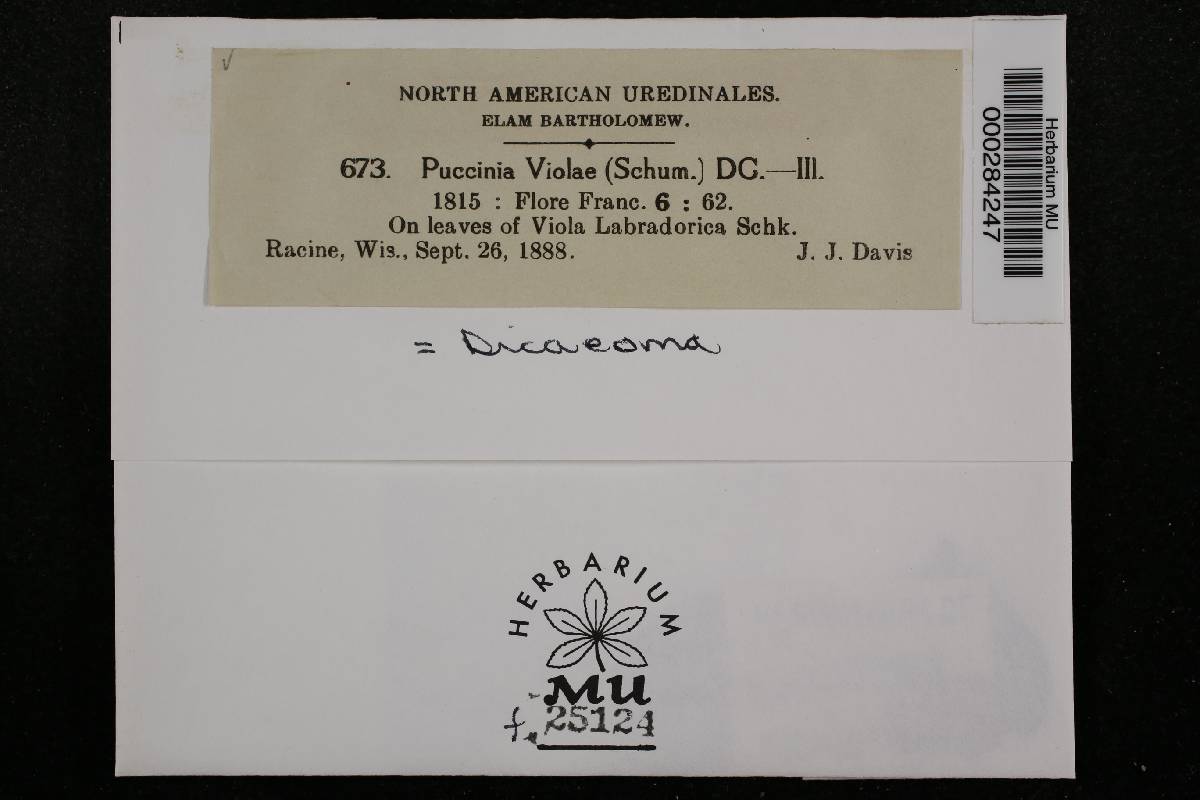 NORTH AMERICAN UREDINALES.
ELAM BARTHOLOMEW.
673. Puccinia Violae (Schum.) DC.—III.
1815 : Flore Franc. 6 : 62.
On leaves of Viola Labradorica Schk.
Racine, Wis., Sept. 26, 1888. J. J. Davis
Herbarium MU
000284247
= Dicaeoma
HERBARIUM
MU
f. 25124